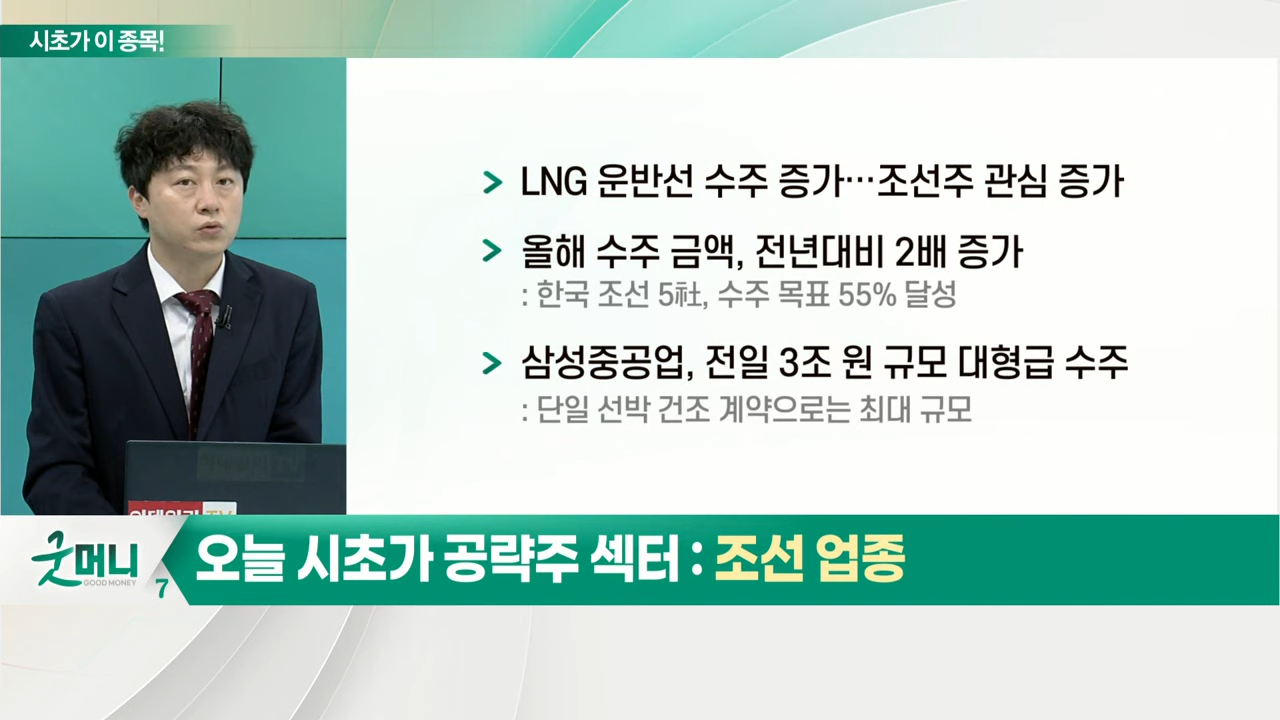 시초가 이 종목!
> LNG 운반선 수주 증가…조선주 관심 증가
> 올해 수주 금액, 전년대비 2배 증가
: 한국 조선 5社, 수주 목표 55% 달성
> 삼성중공업, 전일 3조 원 규모 대형급 수주
: 단일 선박 건조 계약으로는 최대 규모
굿머니
GOOD MONEY
7
오늘 시초가 공략주 섹터 : 조선 업종